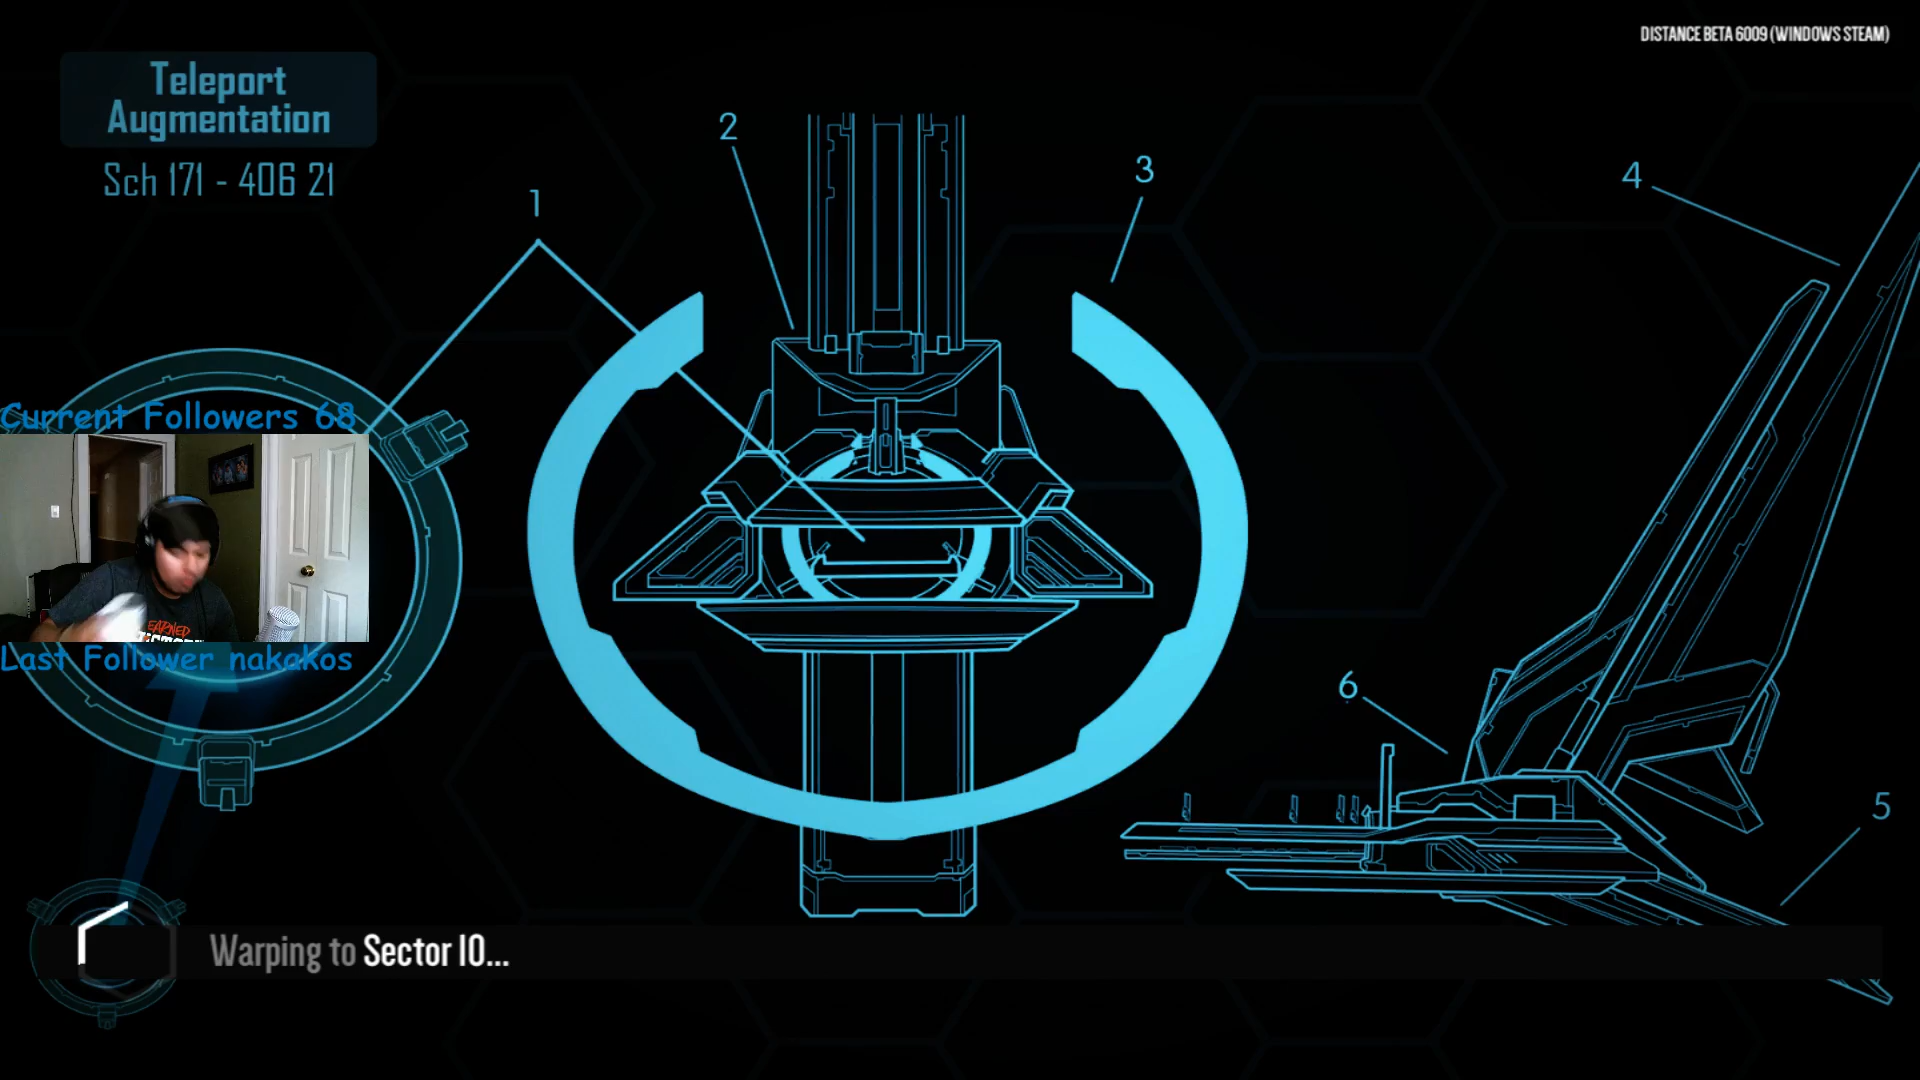 DISTANCE BETA 6009 (WINDOWS STEAM)
Teleport
Augmentation
Sch 171 - 406 21
1
2
3
4
Current Followers 68
EARNED
Last Follower nakakos
6
5
Warping to Sector 10...